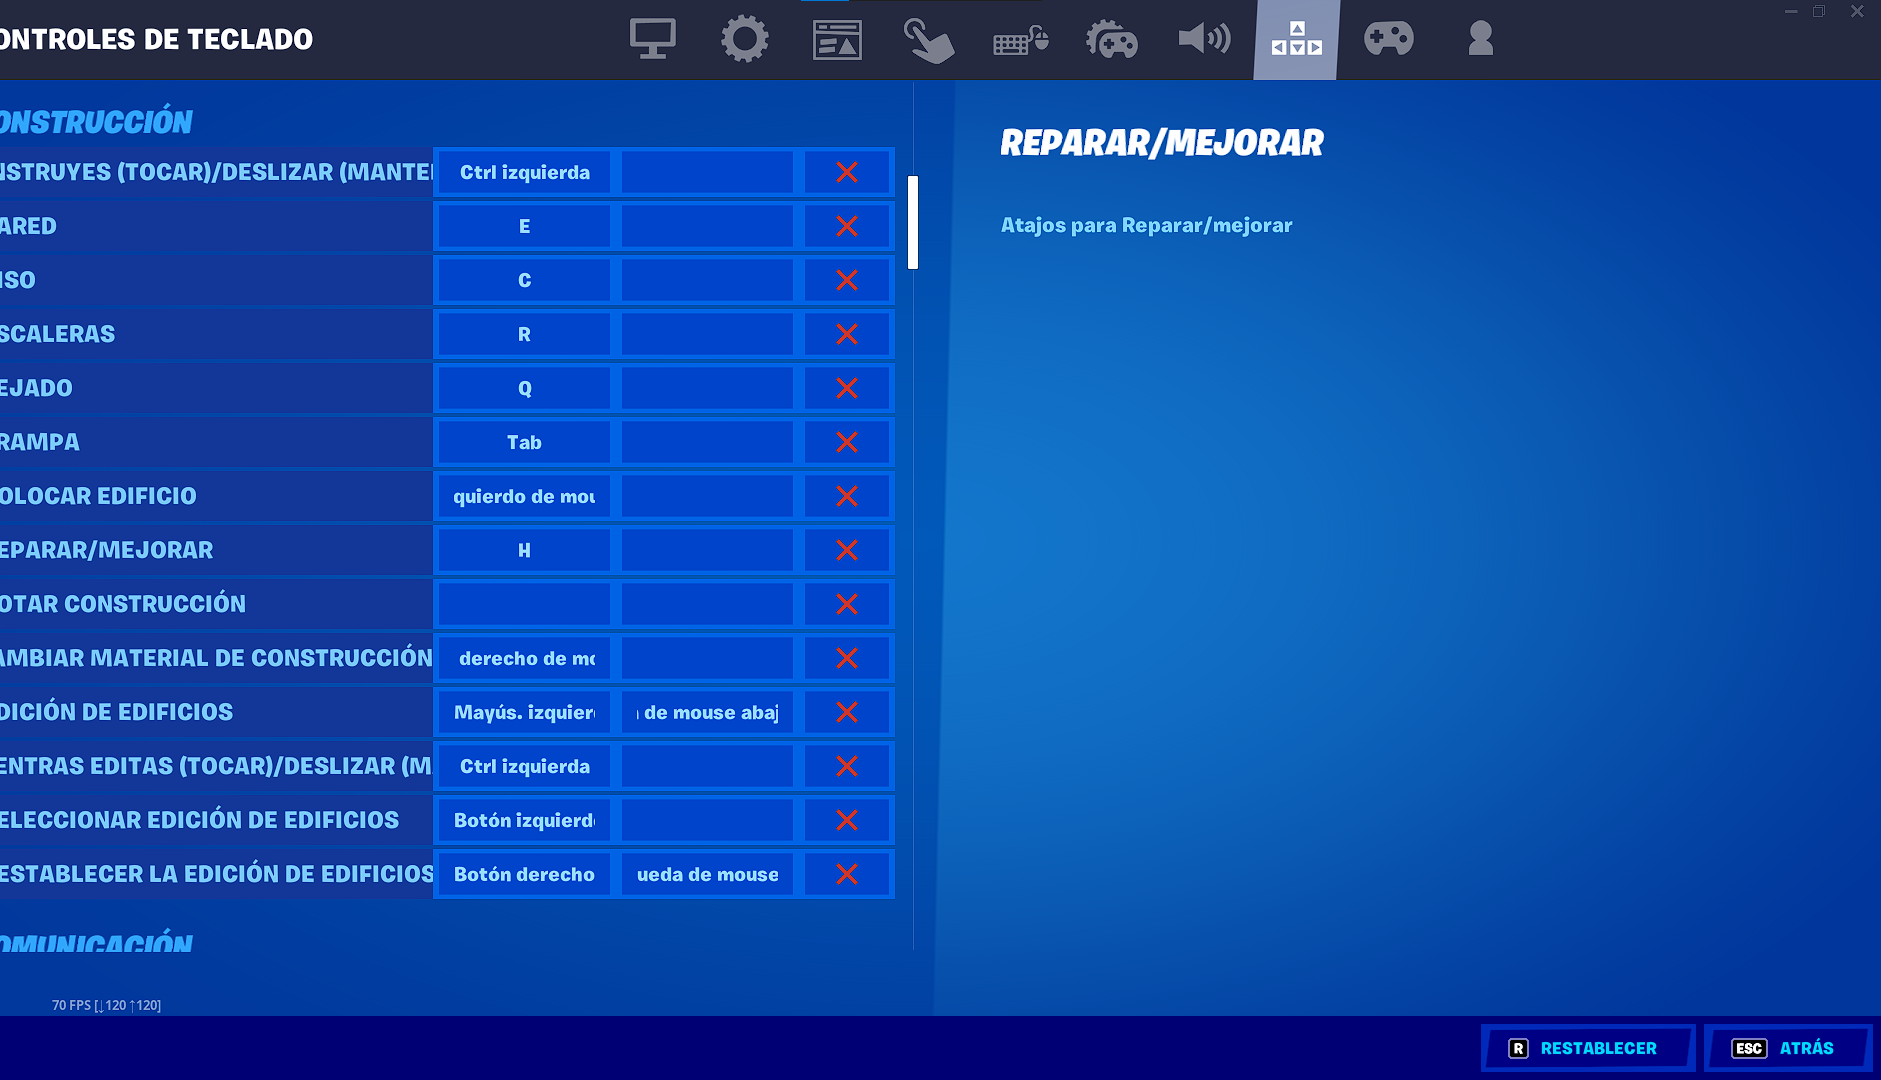 ONTROLES DE TECLADO
ONSTRUCCIÓN
NSTRUYES (TOCAR)/DESLIZAR (MANTE Ctrl izquierda
ARED E
ISO C
SCALERAS R
EJADO Q
RAMPA Tab
OLOCAR EDIFICIO quierdo de mou
EPARAR/MEJORAR H
OTAR CONSTRUCCIÓN
AMBIAR MATERIAL DE CONSTRUCCIÓN derecho de mo
DICIÓN DE EDIFICIOS Mayús. izquier de mouse abaj
ENTRAS EDITAS (TOCAR)/DESLIZAR (M Ctrl izquierda
ELECCIONAR EDICIÓN DE EDIFICIOS Botón izquierd
ESTABLECER LA EDICIÓN DE EDIFICIOS Botón derecho ueda de mouse
OMUNICACIÓN
REPARAR/MEJORAR
Atajos para Reparar/mejorar
70 FPS [↓120 ↑120]
R RESTABLECER
ESC ATRÁS